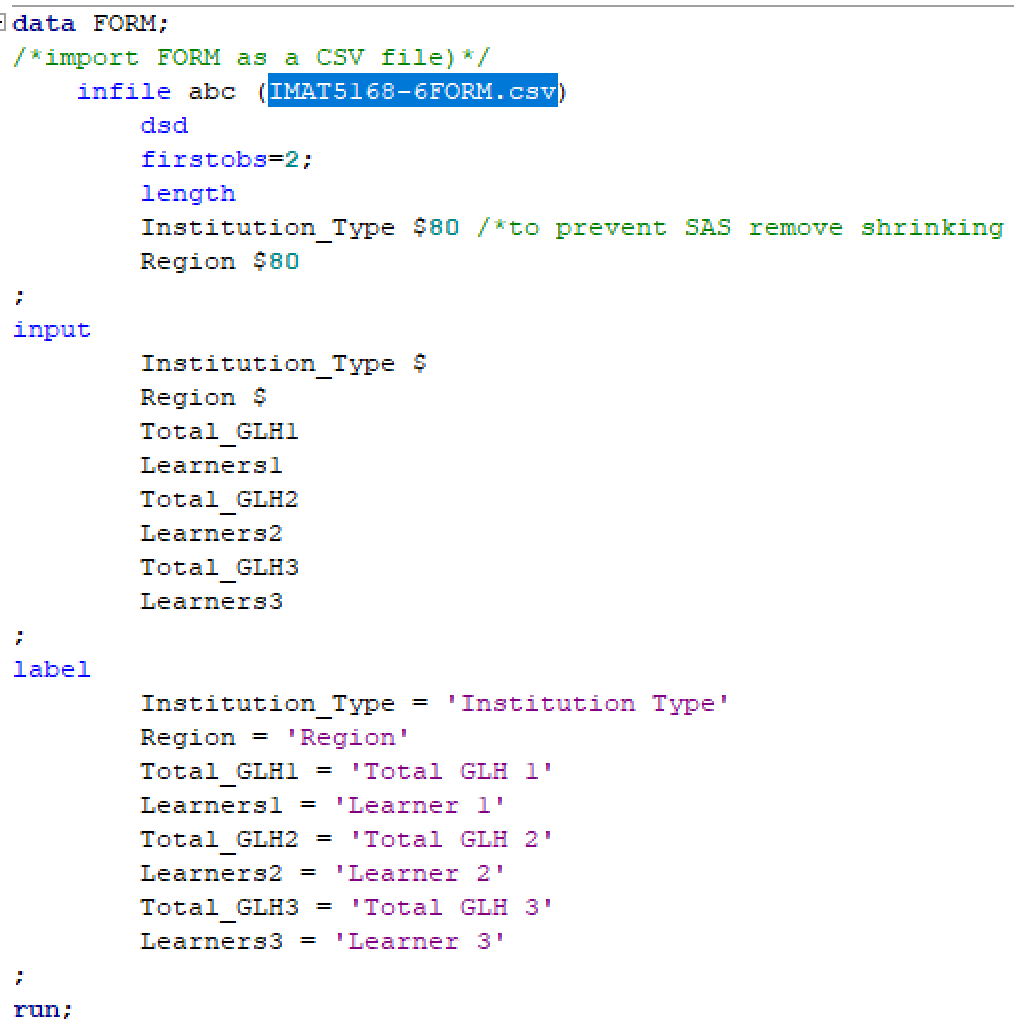 data FORM;
/*import FORM as a CSV file)*/
infile abc (IMAT5168-6FORM.csv)
dsd
firstobs=2;
length
Institution_Type $80 /*to prevent SAS remove shrinking
Region $80
;
input
Institution_Type $
Region $
Total_GLH1
Learners1
Total_GLH2
Learners2
Total_GLH3
Learners3
;
label
Institution_Type = 'Institution Type'
Region = 'Region'
Total_GLH1 = 'Total GLH 1'
Learners1 = 'Learner 1'
Total_GLH2 = 'Total GLH 2'
Learners2 = 'Learner 2'
Total_GLH3 = 'Total GLH 3'
Learners3 = 'Learner 3'
;
run;